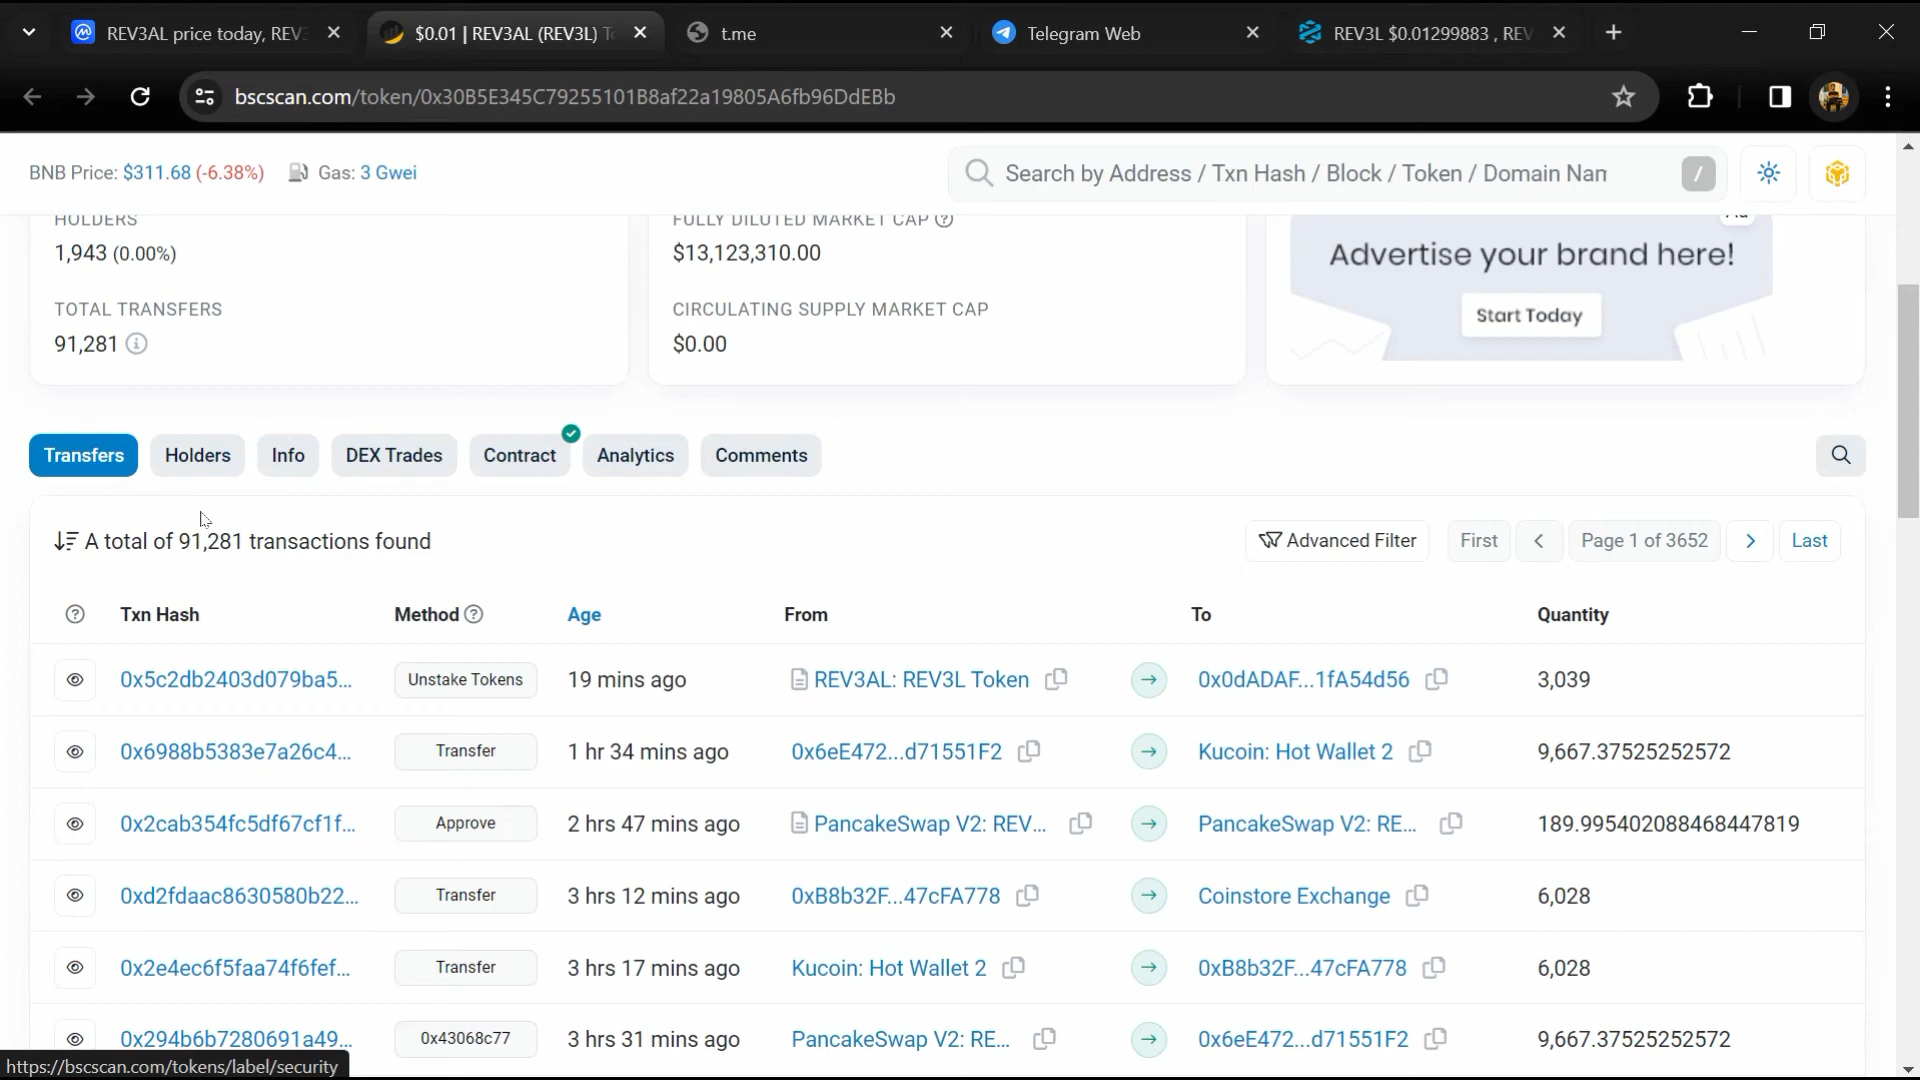 REV3AL price today, REV3
$0.01 | REV3AL (REV3L) T
t.me
Telegram Web
REV3L $0.01299883 , REV
bscscan.com/token/0x30B5E345C79255101B8af22a19805A6fb96DdEBb
BNB Price: $311.68 (-6.38%)
Gas: 3 Gwei
Search by Address / Txn Hash / Block / Token / Domain Nam
/
HOLDERS
1,943 (0.00%)
TOTAL TRANSFERS
91,281
FULLY DILUTED MARKET CAP
$13,123,310.00
CIRCULATING SUPPLY MARKET CAP
$0.00
Ad
Advertise your brand here!
Start Today
Transfers
Holders
Info
DEX Trades
Contract
Analytics
Comments
A total of 91,281 transactions found
Advanced Filter
First
Page 1 of 3652
Last
Txn Hash Method Age From To Quantity
0x5c2db2403d079ba5... Unstake Tokens 19 mins ago REV3AL: REV3L Token 0x0dADAF...1fA54d56 3,039
0x6988b5383e7a26c4... Transfer 1 hr 34 mins ago 0x6eE472...d71551F2 Kucoin: Hot Wallet 2 9,667.37525252572
0x2cab354fc5df67cf1f... Approve 2 hrs 47 mins ago PancakeSwap V2: REV... PancakeSwap V2: RE... 189.995402088468447819
0xd2fdaac8630580b22... Transfer 3 hrs 12 mins ago 0xB8b32F...47cFA778 Coinstore Exchange 6,028
0x2e4ec6f5faa74f6fef... Transfer 3 hrs 17 mins ago Kucoin: Hot Wallet 2 0xB8b32F...47cFA778 6,028
0x294b6b7280691a49... 0x43068c77 3 hrs 31 mins ago PancakeSwap V2: RE... 0x6eE472...d71551F2 9,667.37525252572
https://bscscan.com/tokens/label/security